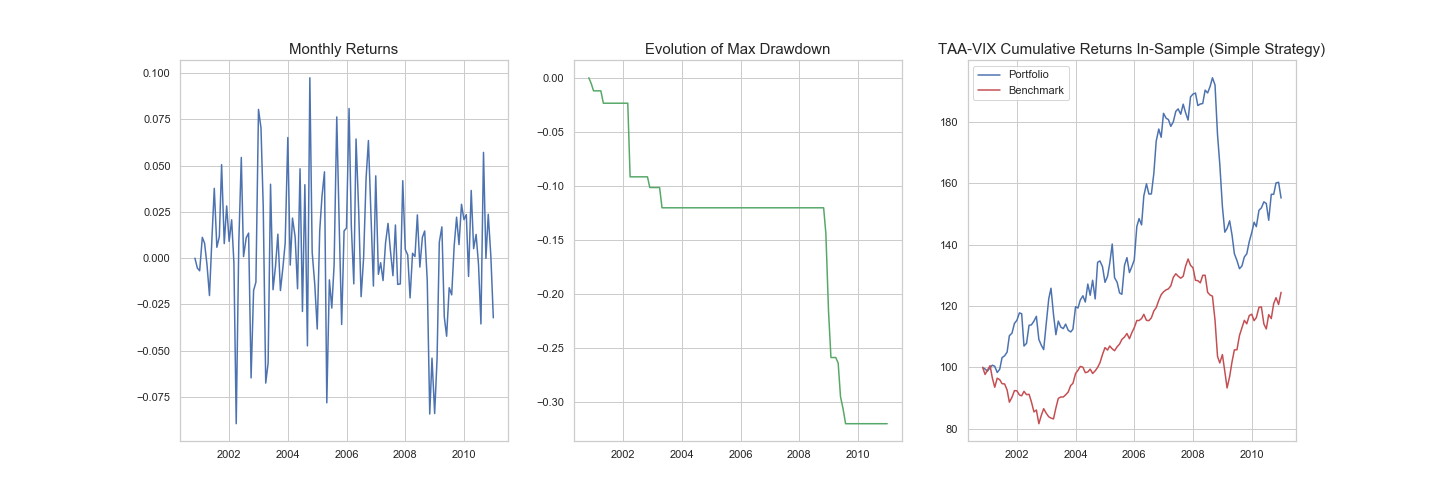 Monthly Returns
0.100
0.075
0.050
0.025
0.000
−0.025
−0.050
−0.075
2002 2004 2006 2008 2010
Evolution of Max Drawdown
0.00
−0.05
−0.10
−0.15
−0.20
−0.25
−0.30
2002 2004 2006 2008 2010
TAA-VIX Cumulative Returns In-Sample (Simple Strategy)
Portfolio
Benchmark
180
160
140
120
100
80
2002 2004 2006 2008 2010